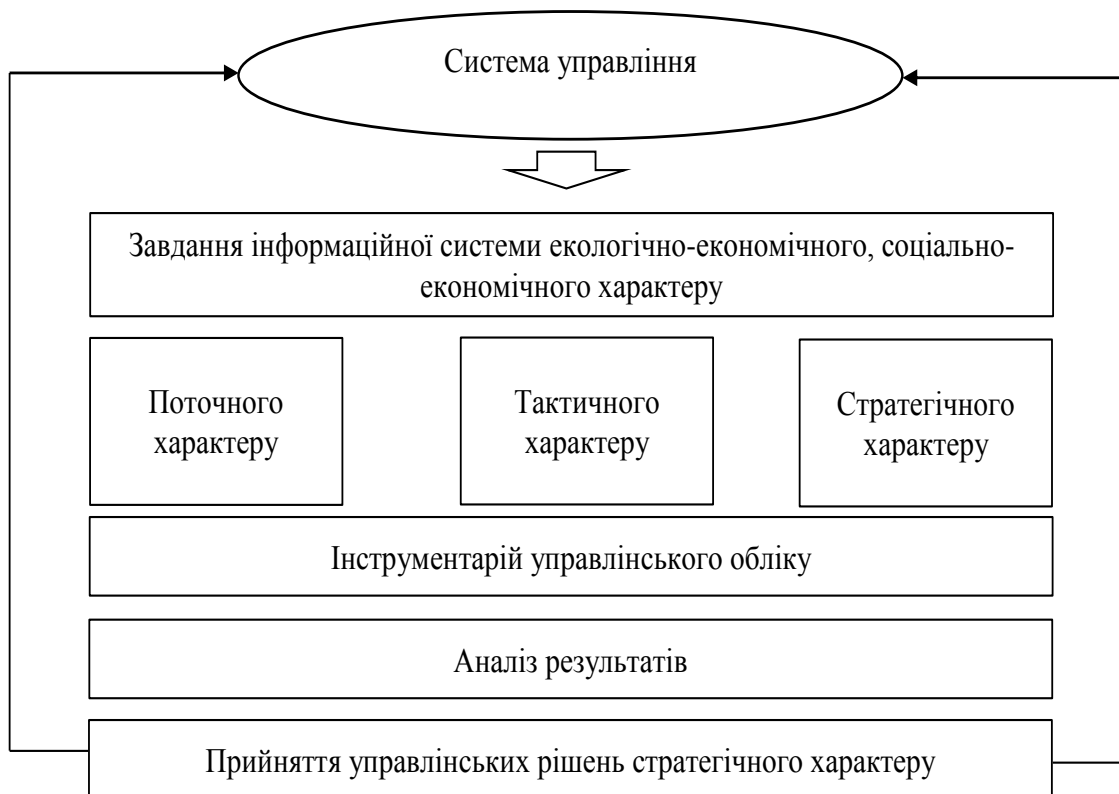 Система управління
Завдання інформаційної системи екологічно-економічного, соціально-
економічного характеру
Поточного
характеру
Тактичного
характеру
Стратегічного
характеру
Інструментарій управлінського обліку
Аналіз результатів
Прийняття управлінських рішень стратегічного характеру